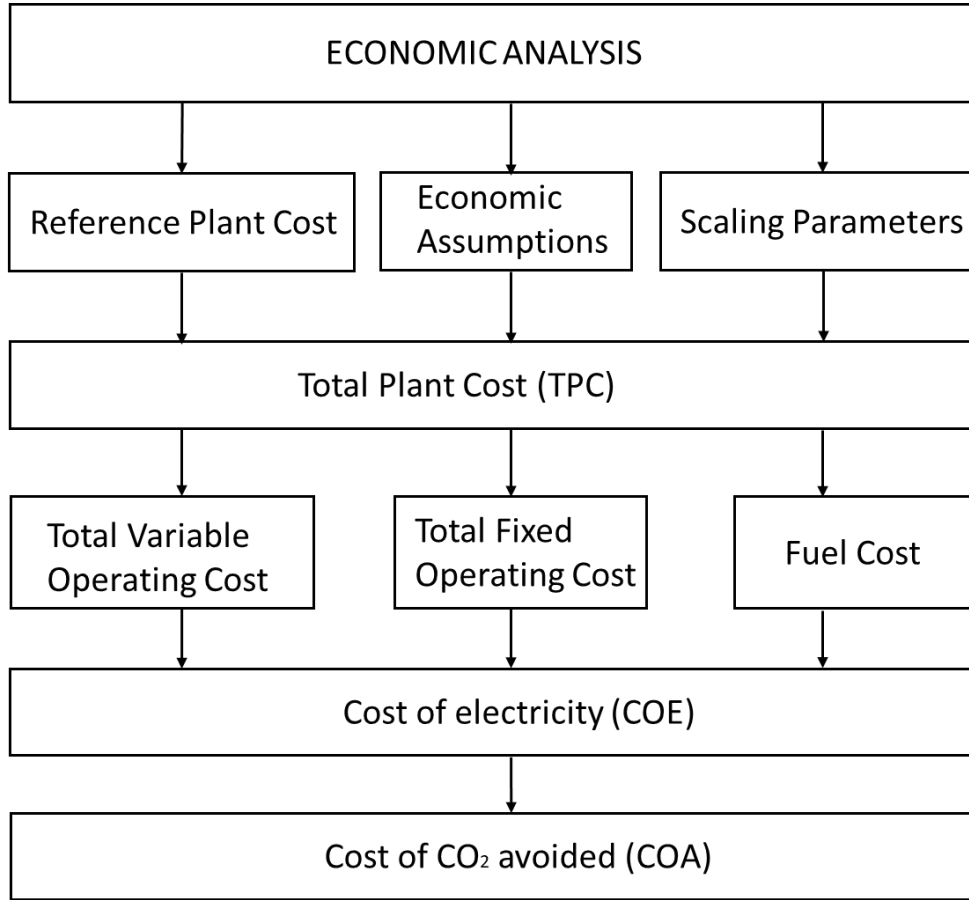 ECONOMIC ANALYSIS
Reference Plant Cost
Economic
Assumptions
Scaling Parameters
Total Plant Cost (TPC)
Total Variable
Operating Cost
Total Fixed
Operating Cost
Fuel Cost
Cost of electricity (COE)
Cost of CO₂ avoided (COA)